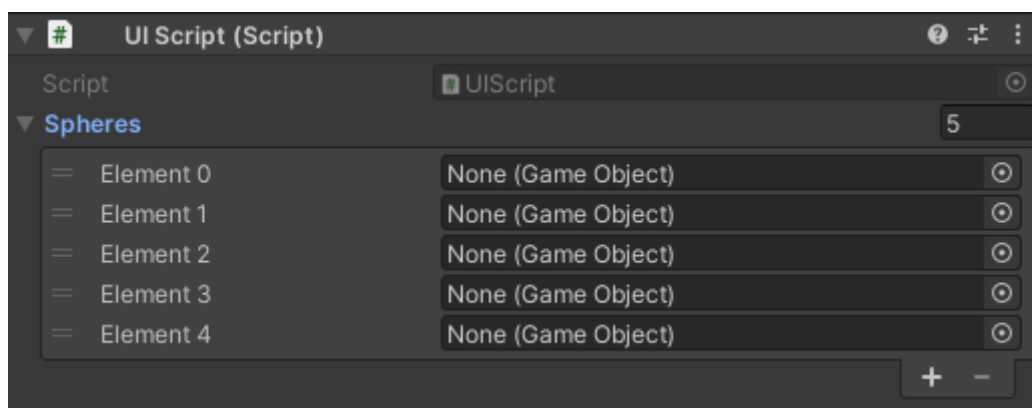 UI Script (Script)
Script UIScript
Spheres 5
Element 0 None (Game Object)
Element 1 None (Game Object)
Element 2 None (Game Object)
Element 3 None (Game Object)
Element 4 None (Game Object)